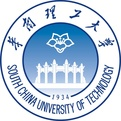 华南理工大学
1934
SOUTH CHINA UNIVERSITY OF TECHNOLOGY